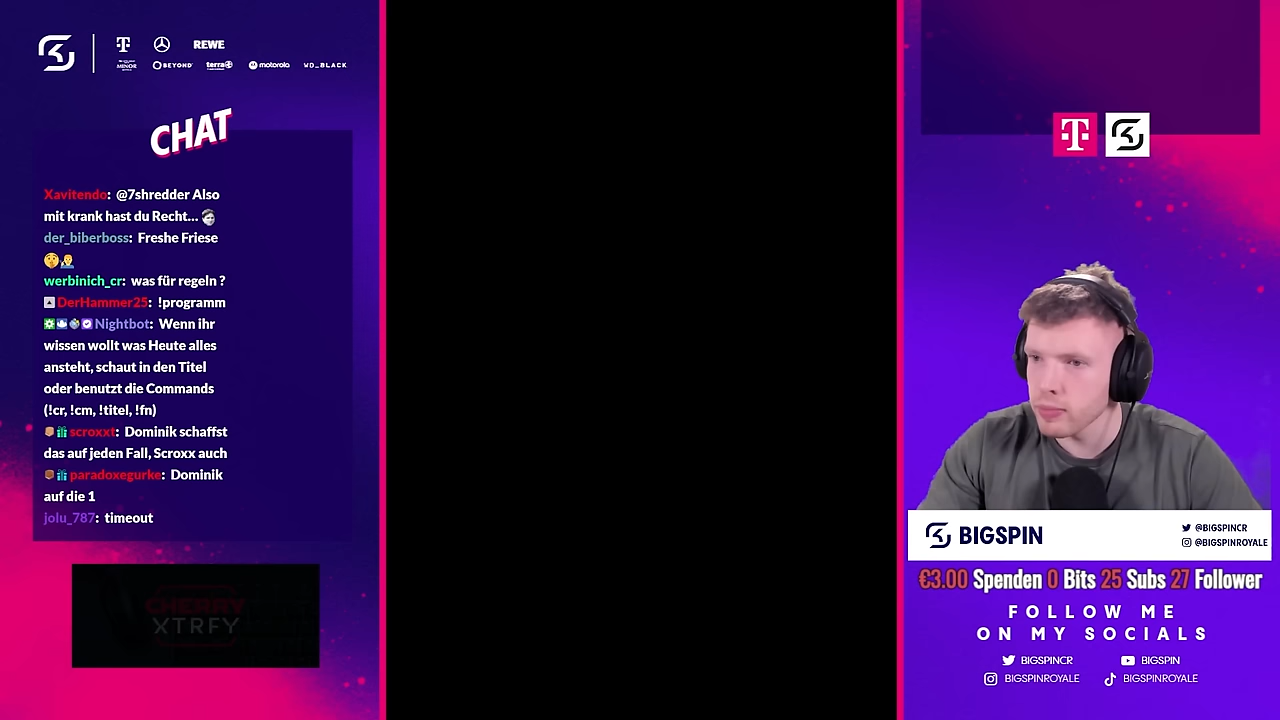 T
REWE
BEYOND
terra
motorola
WD_BLACK
CHAT
Xavitendo: @7shredder Also
mit krank hast du Recht...
der_biberboss: Freshe Friese
werbinich_cr: was für regeln ?
DerHammer25: !programm
Nightbot: Wenn ihr
wissen wollt was Heute alles
ansteht, schaut in den Titel
oder benutzt die Commands
(!cr, !cm, !titel, !fn)
scroxxt: Dominik schaffst
das auf jeden Fall, Scroxx auch
paradoxegurke: Dominik
auf die 1
jolu_787: timeout
CHERRY
XTRFY
T
BIGSPIN
@BIGSPINCR
@BIGSPINROYALE
€3.00 Spenden 0 Bits 25 Subs 27 Follower
FOLLOW ME
ON MY SOCIALS
BIGSPINCR
BIGSPIN
BIGSPINROYALE
BIGSPINROYALE